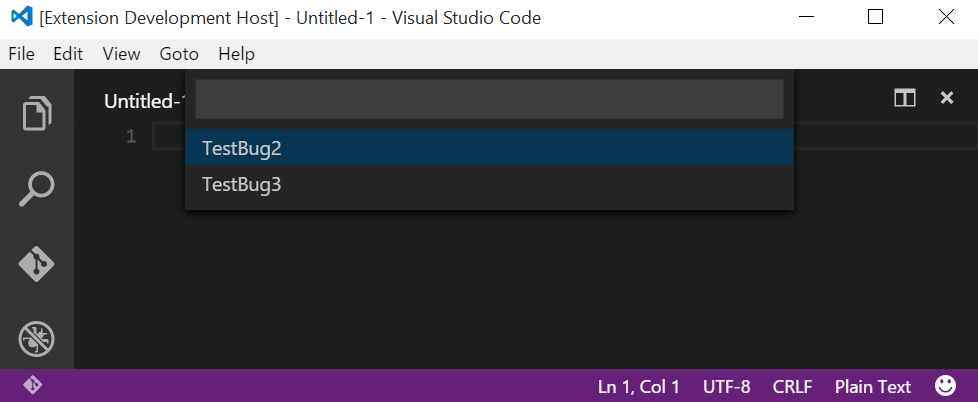 [Extension Development Host] - Untitled-1 - Visual Studio Code
File Edit View Goto Help
Untitled-1
1
TestBug2
TestBug3
Ln 1, Col 1 UTF-8 CRLF Plain Text